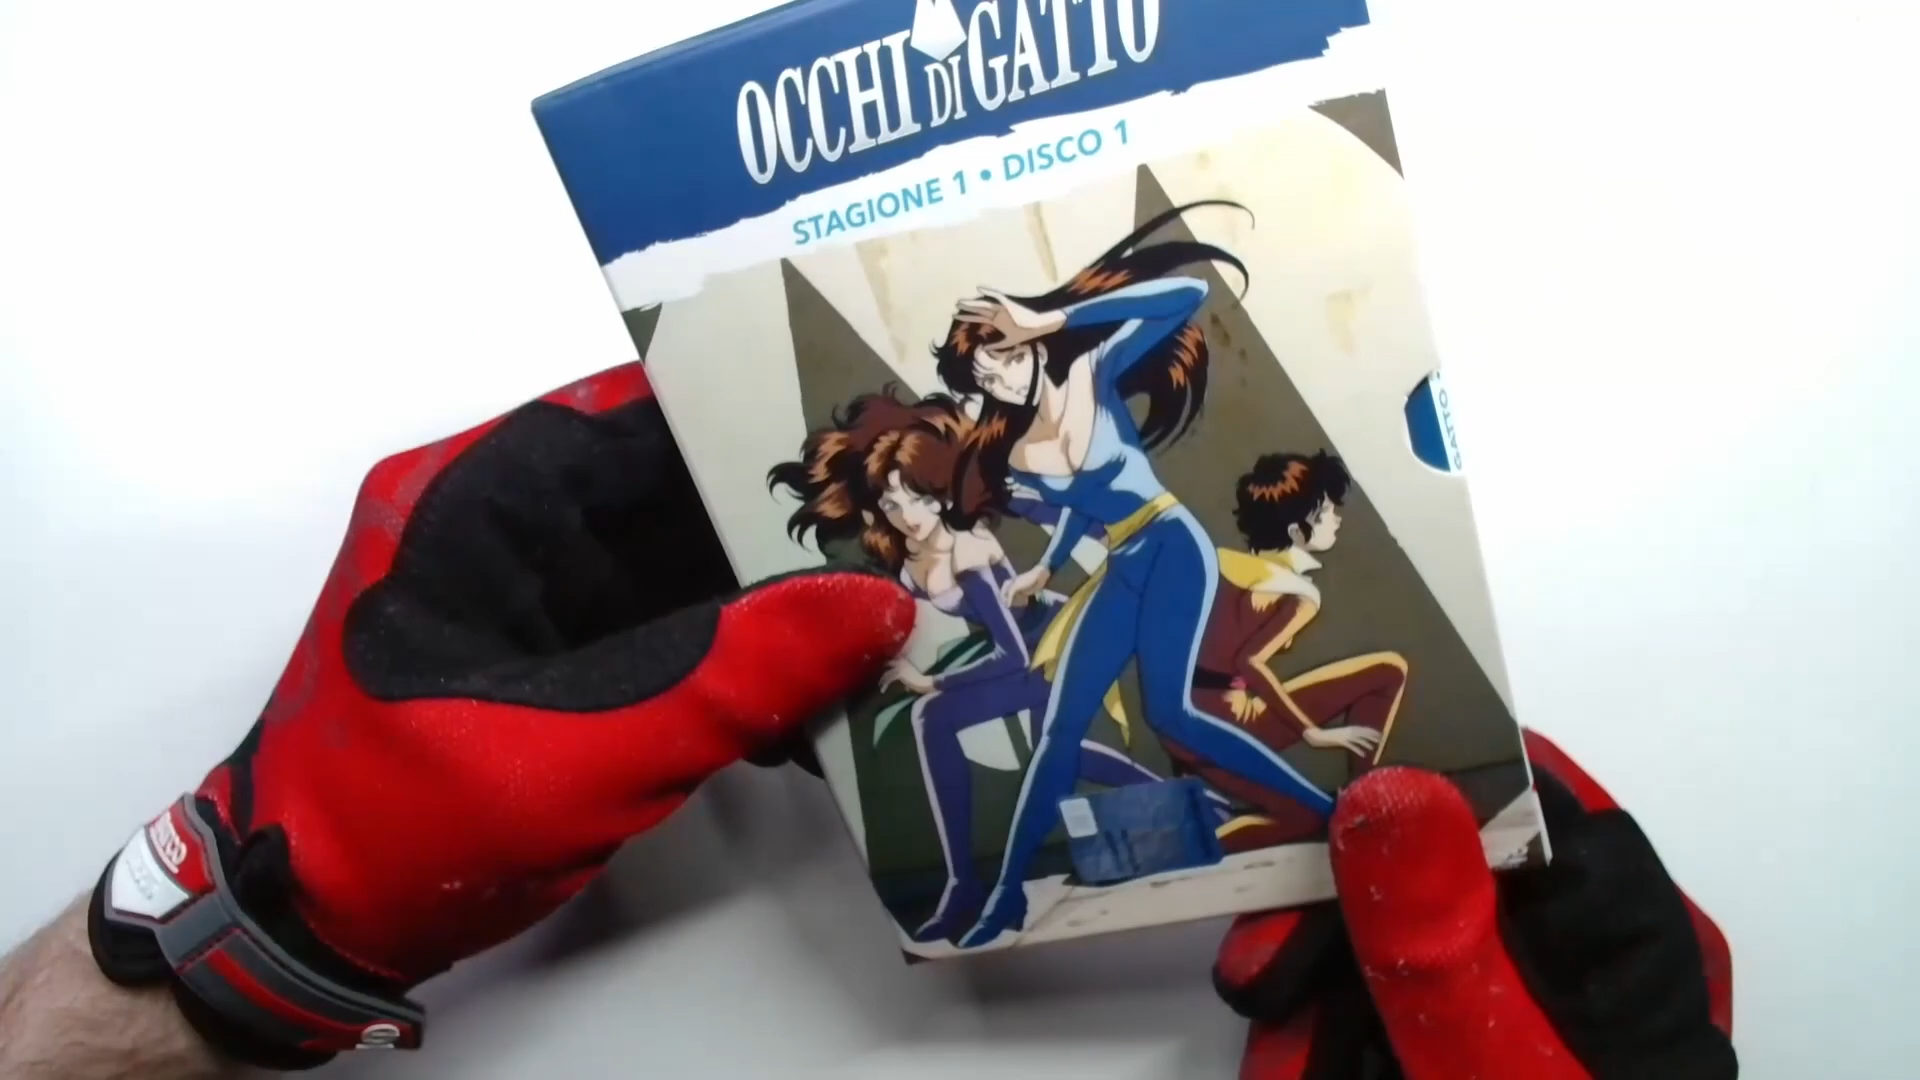 OCCHI DI GATTO
STAGIONE 1 • DISCO 1
GATTO